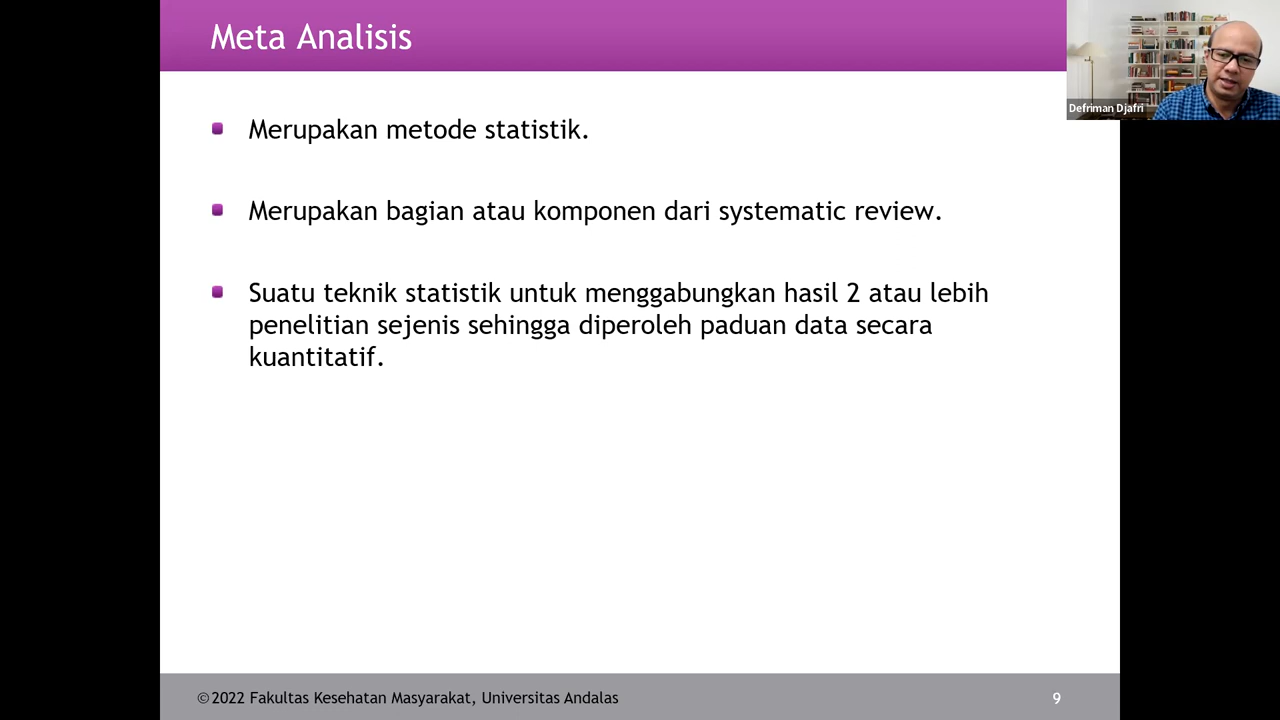 Meta Analisis
Defriman Djafri
Merupakan metode statistik.
Merupakan bagian atau komponen dari systematic review.
Suatu teknik statistik untuk menggabungkan hasil 2 atau lebih
penelitian sejenis sehingga diperoleh paduan data secara
kuantitatif.
©2022 Fakultas Kesehatan Masyarakat, Universitas Andalas
9